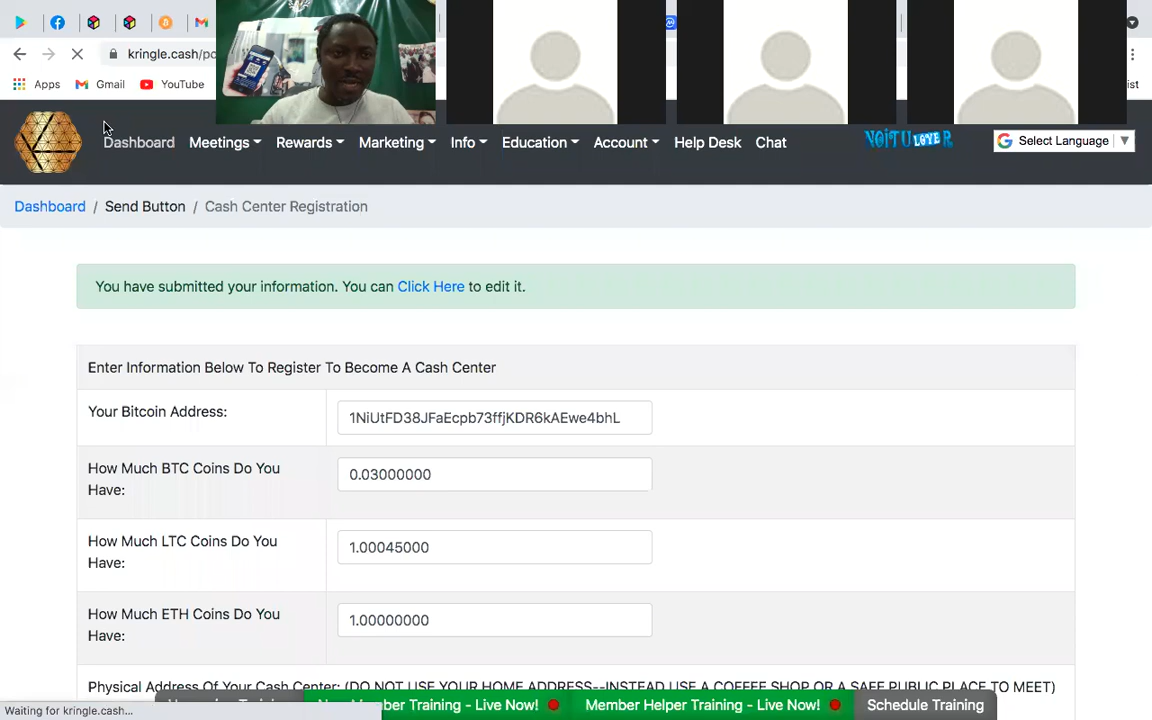 kringle.cash/po
Apps Gmail YouTube ist
Dashboard Meetings Rewards Marketing Info Education Account Help Desk Chat NOITU LOVE Select Language
Dashboard / Send Button / Cash Center Registration
You have submitted your information. You can Click Here to edit it.
Enter Information Below To Register To Become A Cash Center
Your Bitcoin Address: 1NiUtFD38JFaEcpb73ffjKDR6kAEwe4bhL
How Much BTC Coins Do You
Have:
0.03000000
How Much LTC Coins Do You
Have:
1.00045000
How Much ETH Coins Do You
Have:
1.00000000
Physical Address Of Your Cash Center: (DO NOT USE YOUR HOME ADDRESS--INSTEAD USE A COFFEE SHOP OR A SAFE PUBLIC PLACE TO MEET)
Member Training - Live Now! Member Helper Training - Live Now! Schedule Training
Waiting for kringle.cash...